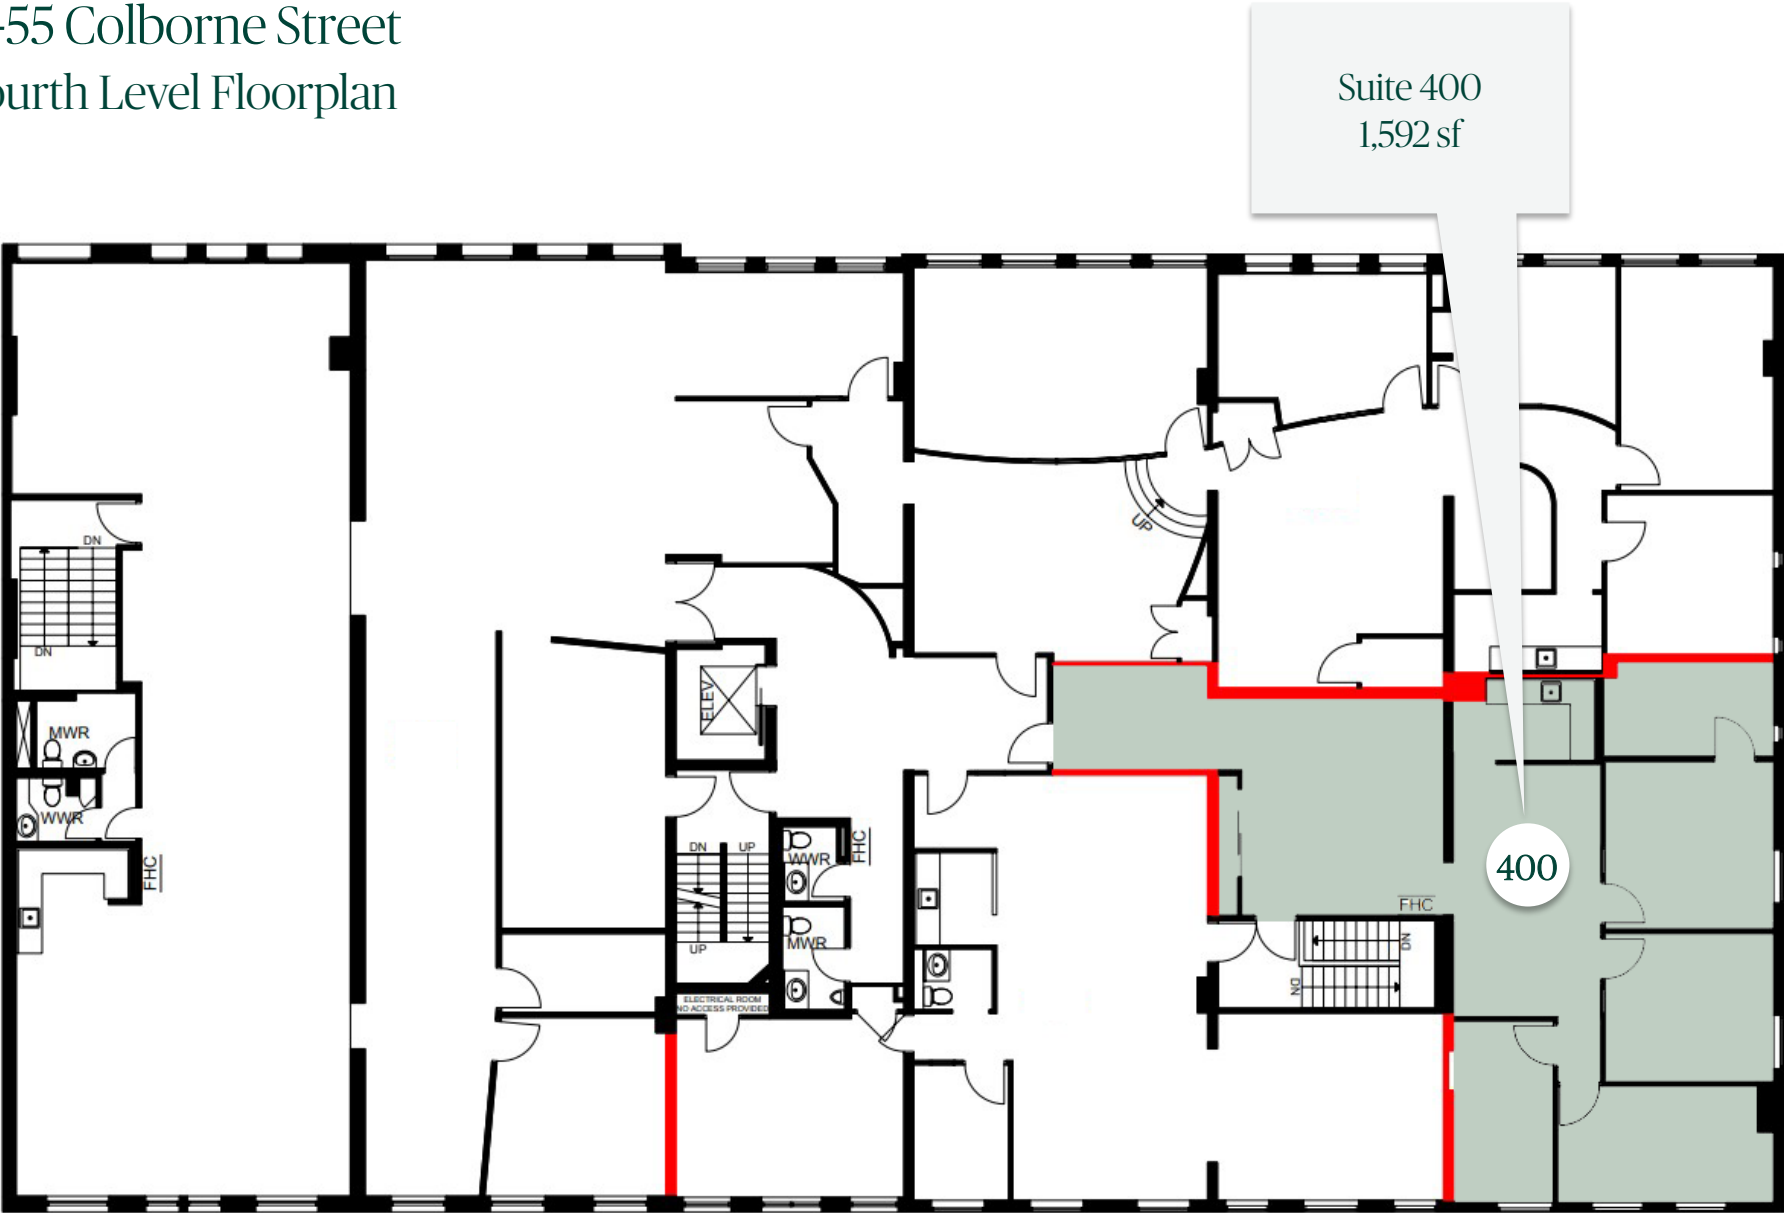 -55 Colborne Street
ourth Level Floorplan
Suite 400
1,592 sf
UP
DN
DN
MWR
WWR
FHC
ELEV
DN UP
UP
WWR
FHC
MWR
ELECTRICAL ROOM
NO ACCESS PROVIDED
400
FHC
DN
DN